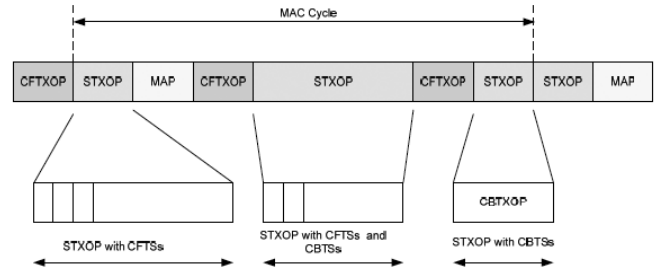 MAC Cycle
CFTXOP STXOP MAP CFTXOP STXOP CFTXOP STXOP STXOP MAP
CBTXOP
STXOP with CFTSs
STXOP with CFTSs and
CBTSs
STXOP with CBTSs